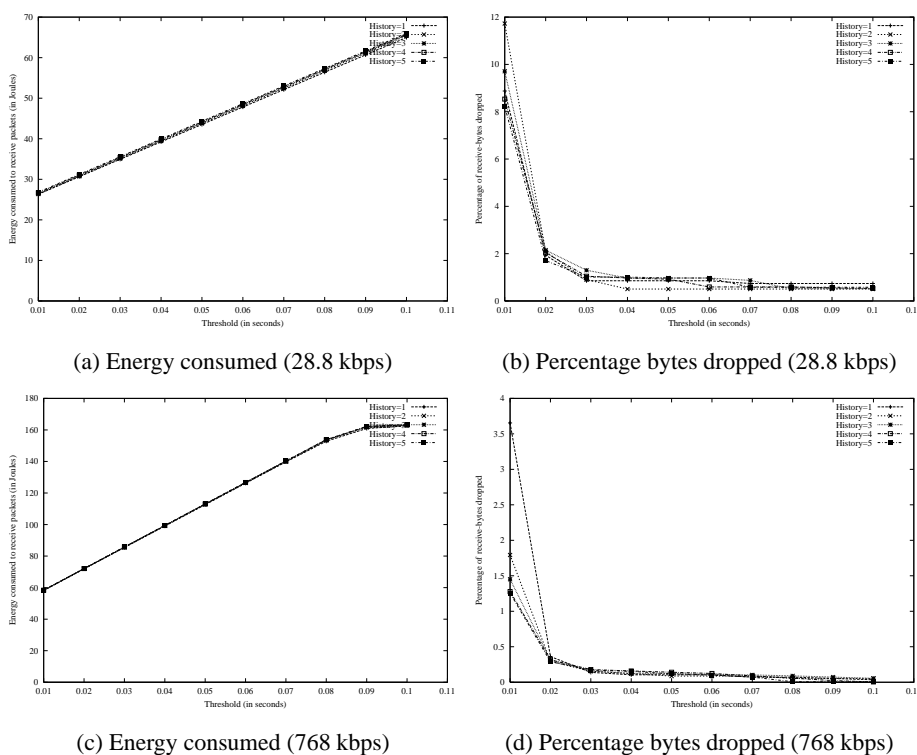 70
60
50
40
30
20
10
0
0.01 0.02 0.03 0.04 0.05 0.06 0.07 0.08 0.09 0.1 0.11
Energy consumed to receive packets (in Joules)
Threshold (in seconds)
History=1
History=2
History=3
History=4
History=5
(a) Energy consumed (28.8 kbps)
12
10
8
6
4
2
0
0.01 0.02 0.03 0.04 0.05 0.06 0.07 0.08 0.09 0.1 0.1
Percentage of receive-bytes dropped
Threshold (in seconds)
History=1
History=2
History=3
History=4
History=5
(b) Percentage bytes dropped (28.8 kbps)
180
160
140
120
100
80
60
40
20
0
0.01 0.02 0.03 0.04 0.05 0.06 0.07 0.08 0.09 0.1 0.11
Energy consumed to receive packets (in Joules)
Threshold (in seconds)
History=1
History=2
History=3
History=4
History=5
(c) Energy consumed (768 kbps)
4
3.5
3
2.5
2
1.5
1
0.5
0
0.01 0.02 0.03 0.04 0.05 0.06 0.07 0.08 0.09 0.1 0.1
Percentage of receive-bytes dropped
Threshold (in seconds)
History=1
History=2
History=3
History=4
History=5
(d) Percentage bytes dropped (768 kbps)